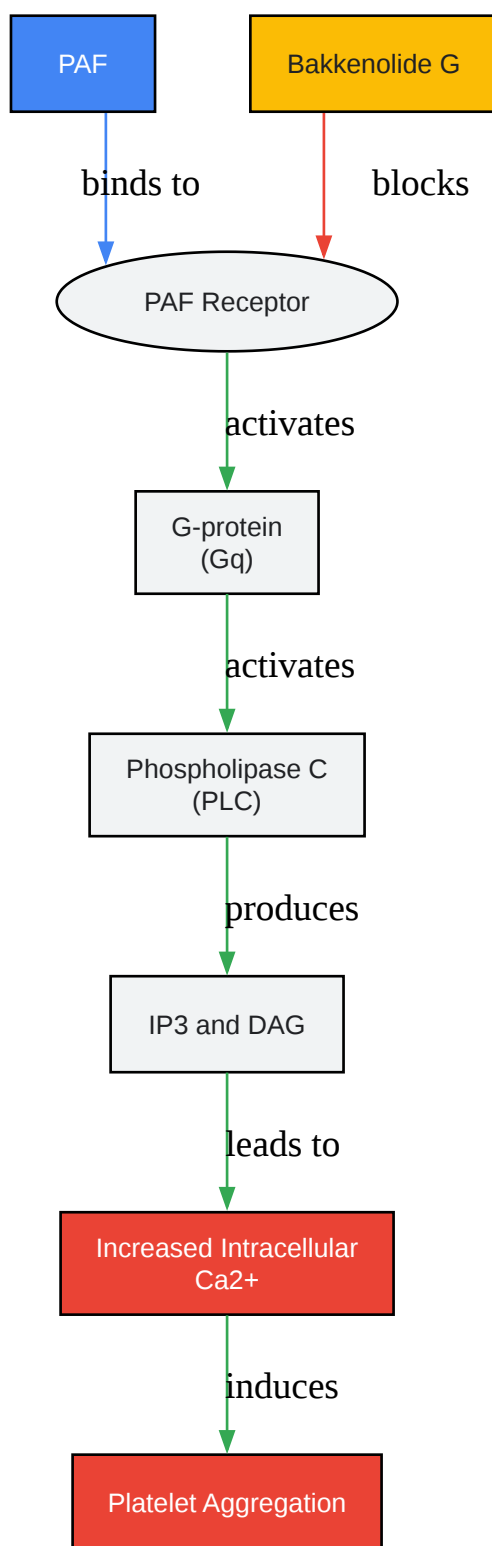 PAF
Bakkenolide G
binds to
blocks
PAF Receptor
activates
G-protein
(Gq)
activates
Phospholipase C
(PLC)
produces
IP3 and DAG
leads to
Increased Intracellular
Ca2+
induces
Platelet Aggregation